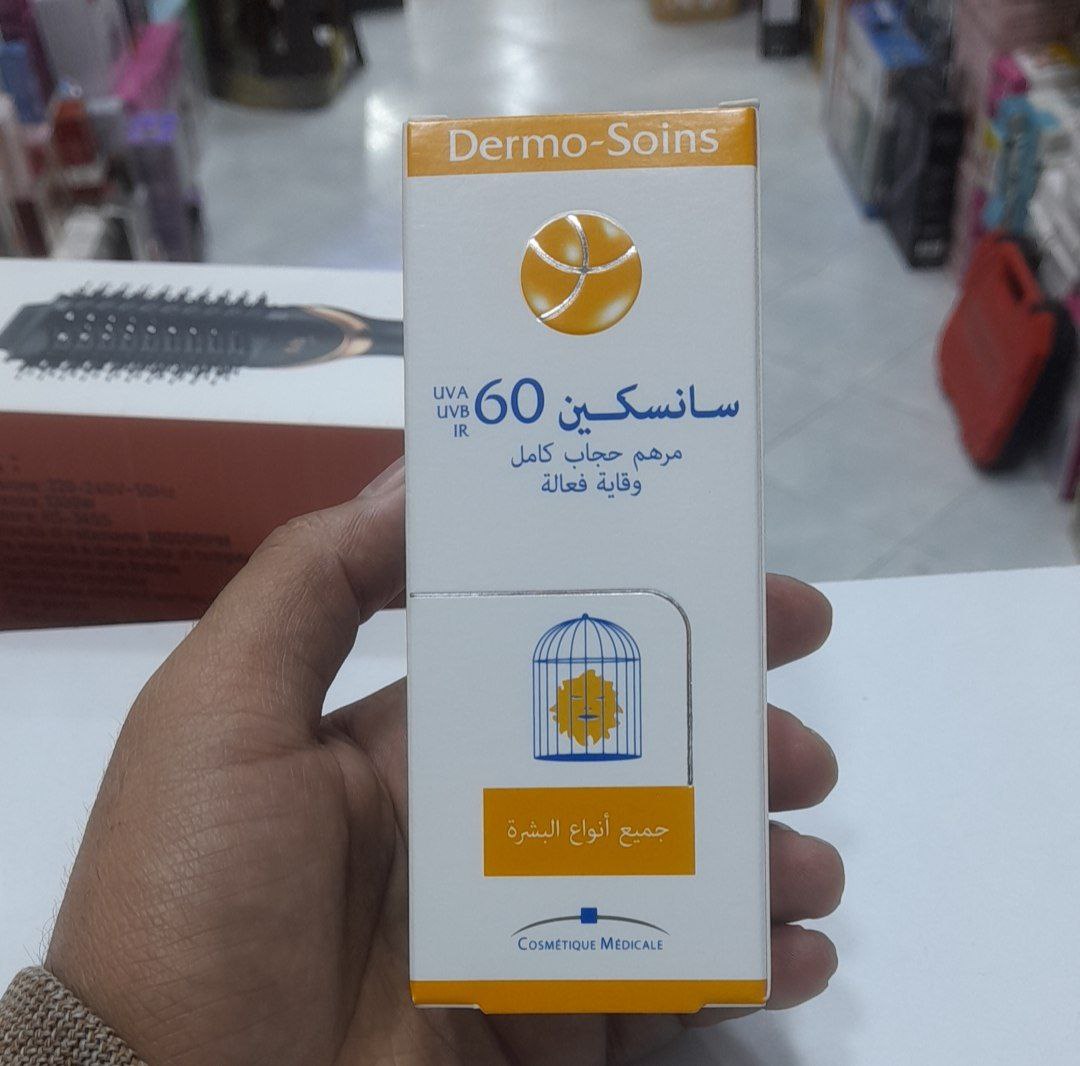 Dermo-Soins
سانسكين 60
UVA
UVB
IR
مرهم حجاب كامل
وقاية فعالة
جميع أنواع البشرة
COSMÉTIQUE MÉDICALE